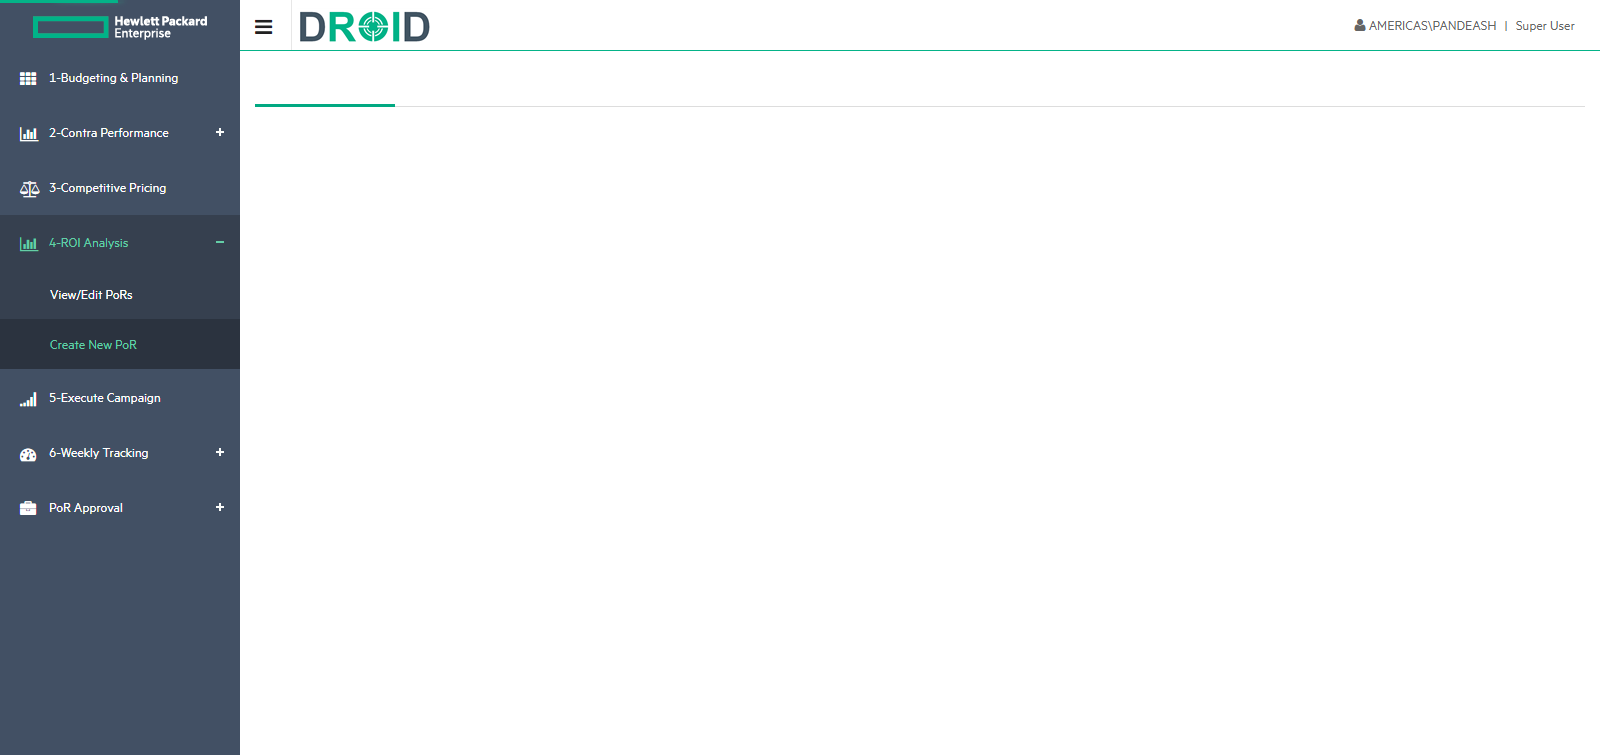 Hewlett Packard
Enterprise
DROID
AMERICAS\PANDEASH | Super User
1-Budgeting & Planning
2-Contra Performance
3-Competitive Pricing
4-ROI Analysis
View/Edit PoRs
Create New PoR
5-Execute Campaign
6-Weekly Tracking
PoR Approval